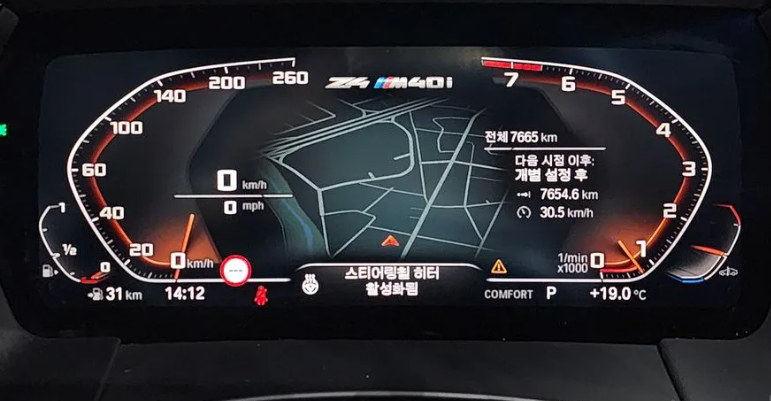 260
200
140
100
60
40
20
0 km/h
Z4 M40i
7
6
5
4
3
2
1
0
1/min
x1000
0 km/h
0 mph
전체 7665 km
다음 시점 이후:
개별 설정 후
7654.6 km
30.5 km/h
1
½
0
31 km
14:12
스티어링휠 히터
활성화됨
COMFORT P
+19.0 °C